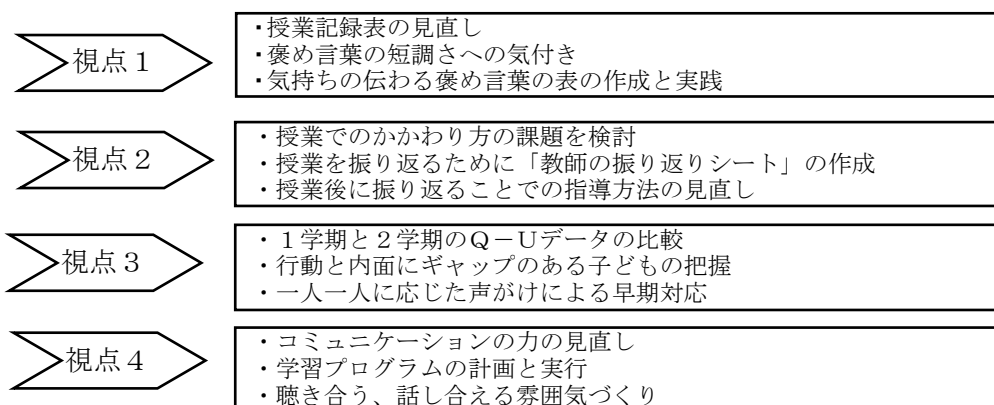 視点１
・授業記録表の見直し
・褒め言葉の短調さへの気付き
・気持ちの伝わる褒め言葉の表の作成と実践
視点２
・授業でのかかわり方の課題を検討
・授業を振り返るために「教師の振り返りシート」の作成
・授業後に振り返ることでの指導方法の見直し
視点３
・１学期と２学期のＱ－Ｕデータの比較
・行動と内面にギャップのある子どもの把握
・一人一人に応じた声がけによる早期対応
視点４
・コミュニケーションの力の見直し
・学習プログラムの計画と実行
・聴き合う、話し合える雰囲気づくり